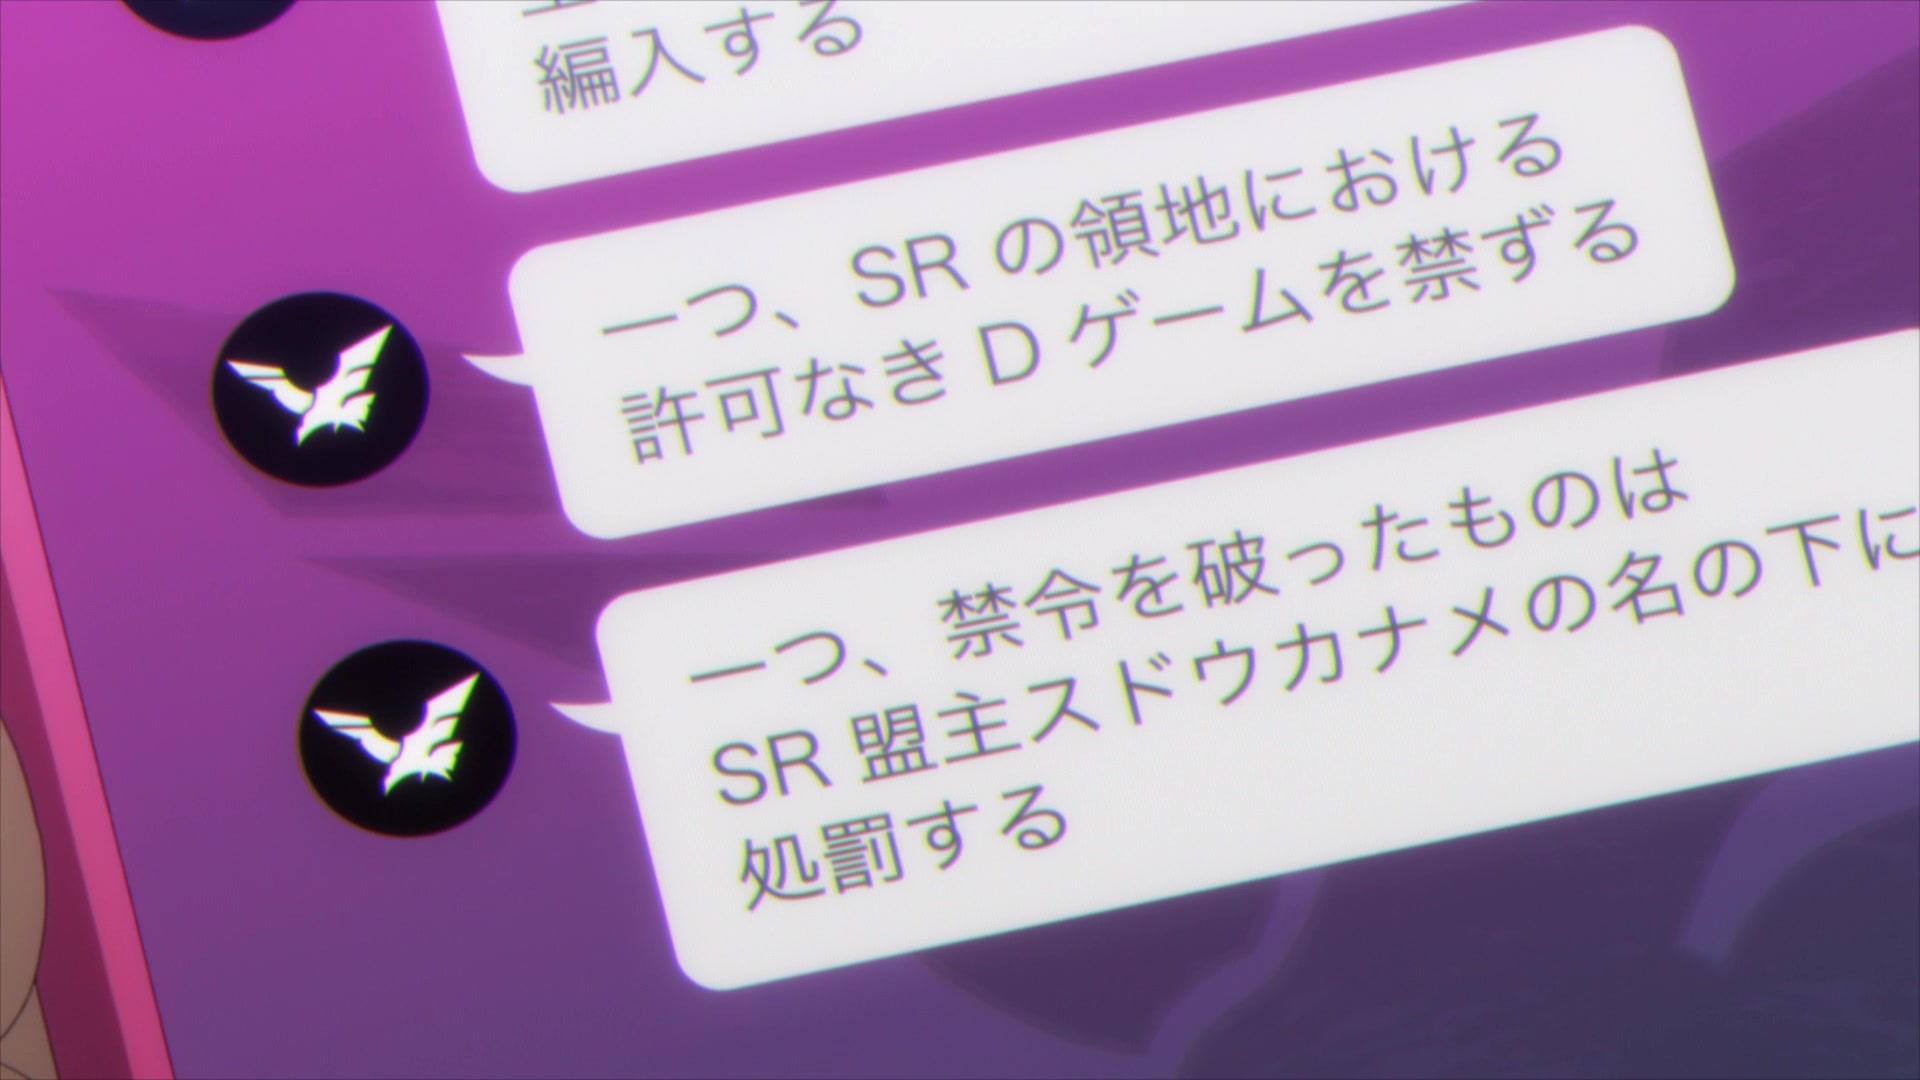 編入する
一つ、SR の領地における
許可なき D ゲームを禁ずる
一つ、禁令を破ったものは
SR 盟主スドウカナメの名の下に
処罰する